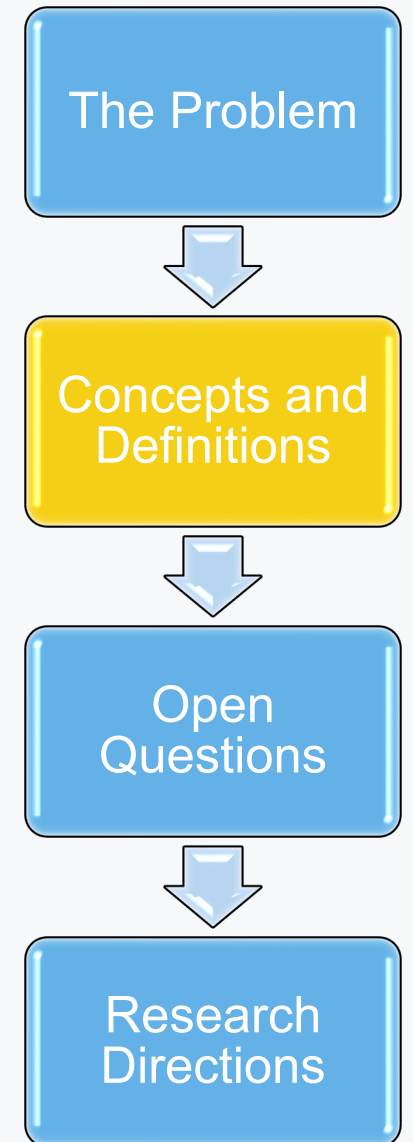 The Problem
Concepts and
Definitions
Open
Questions
Research
Directions